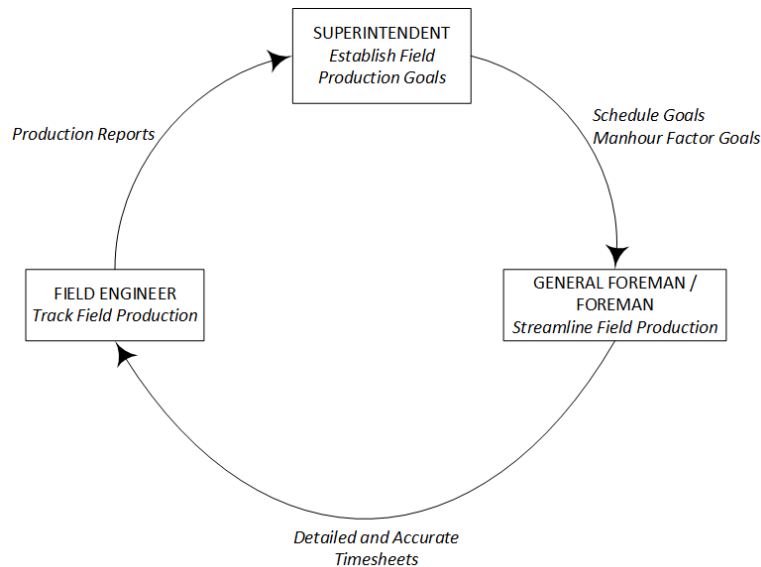 SUPERINTENDENT
Establish Field
Production Goals
Schedule Goals
Manhour Factor Goals
Production Reports
FIELD ENGINEER
Track Field Production
GENERAL FOREMAN /
FOREMAN
Streamline Field Production
Detailed and Accurate
Timesheets